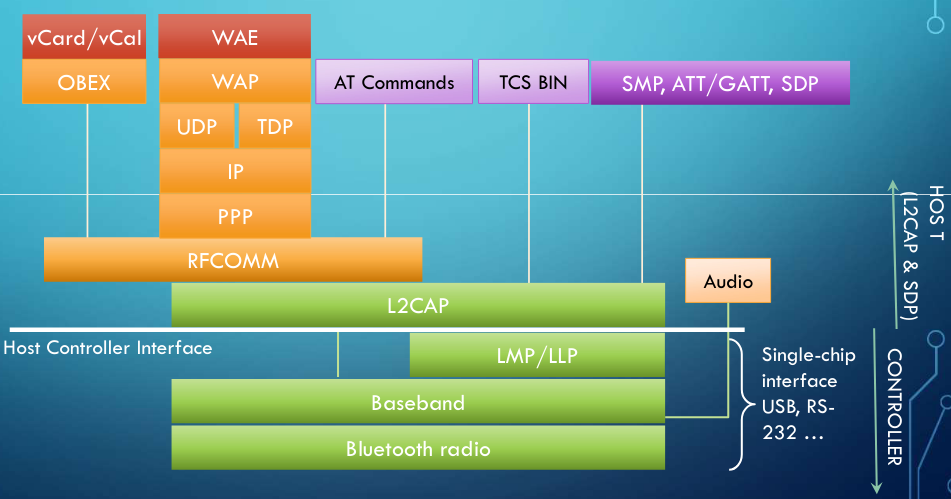 vCard/vCal
WAE
OBEX
WAP
AT Commands
TCS BIN
SMP, ATT/GATT, SDP
UDP
TDP
IP
PPP
RFCOMM
L2CAP
Audio
HOST
(L2CAP & SDP)
Host Controller Interface
LMP/LLP
Baseband
Bluetooth radio
Single-chip
interface
USB, RS-
232 ...
CONTROLLER